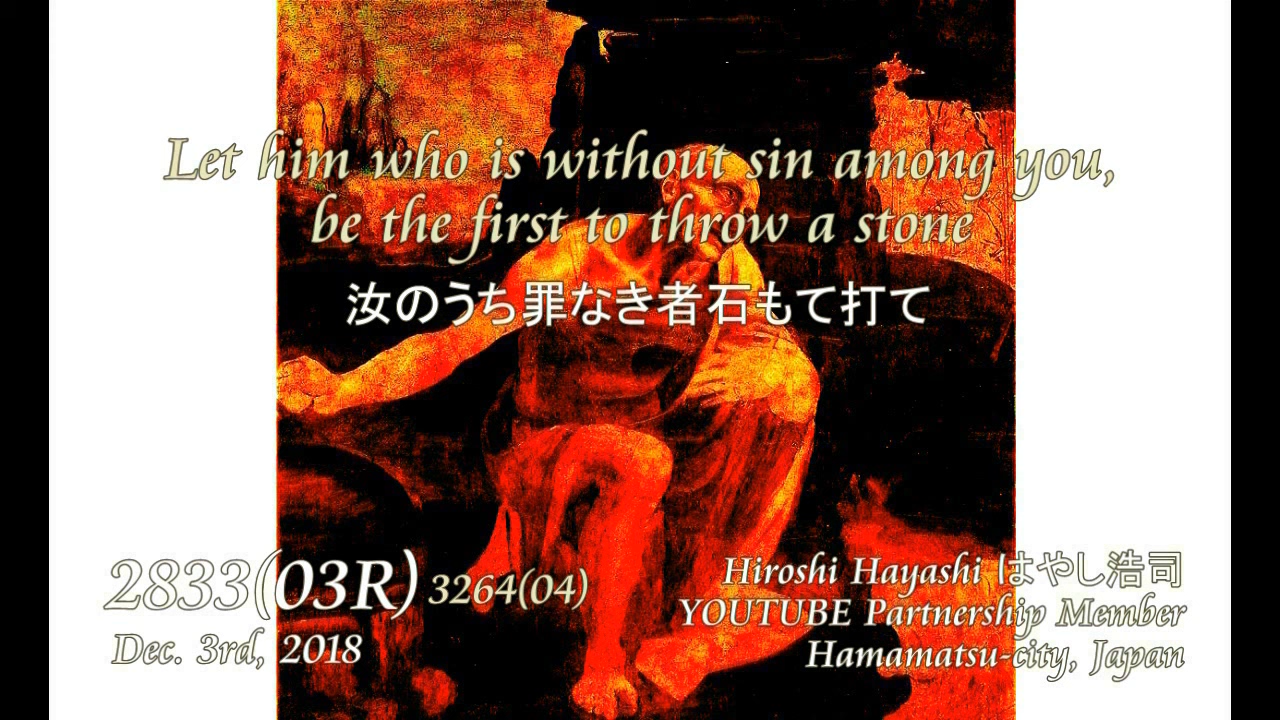 Let him who is without sin among you,
be the first to throw a stone
汝のうち罪なき者石もて打て
2833(03R) 3264(04)
Dec. 3rd, 2018
Hiroshi Hayashi はやし浩司
YOUTUBE Partnership Member
Hamamatsu-city, Japan